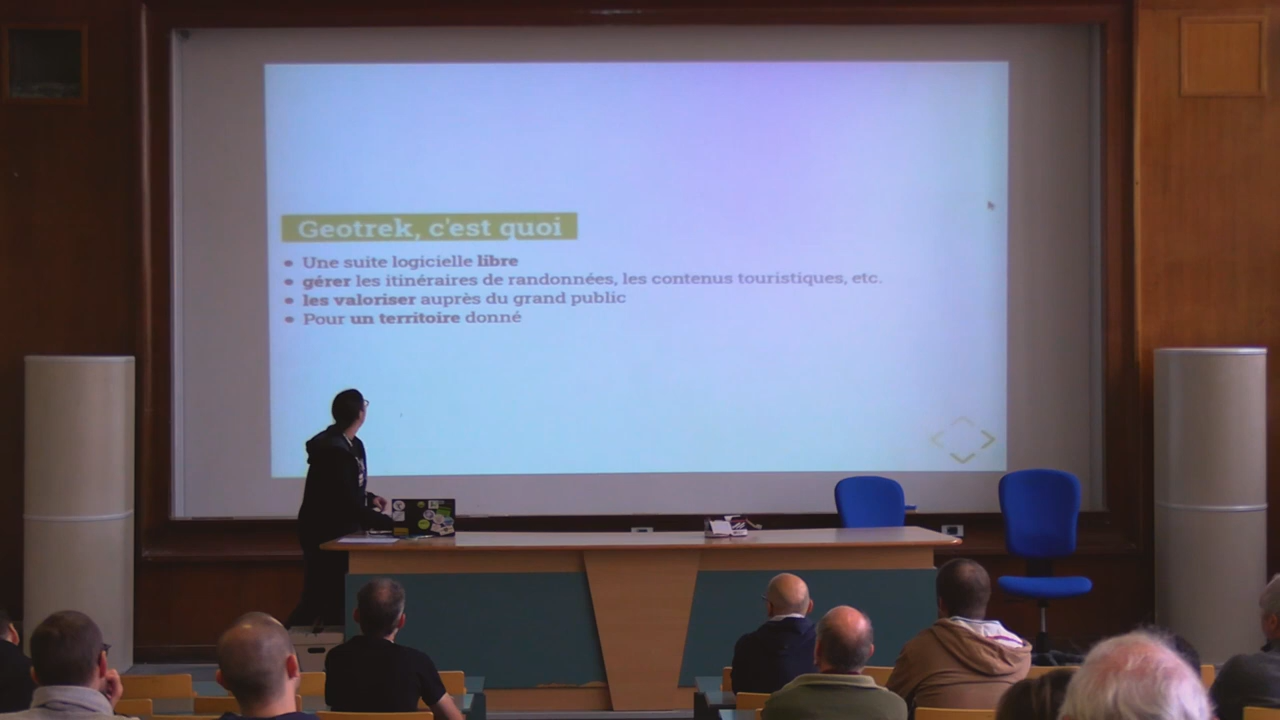 Geotrek, c'est quoi
• Une suite logicielle libre
• gérer les itinéraires de randonnées, les contenus touristiques, etc.
• les valoriser auprès du grand public
• Pour un territoire donné